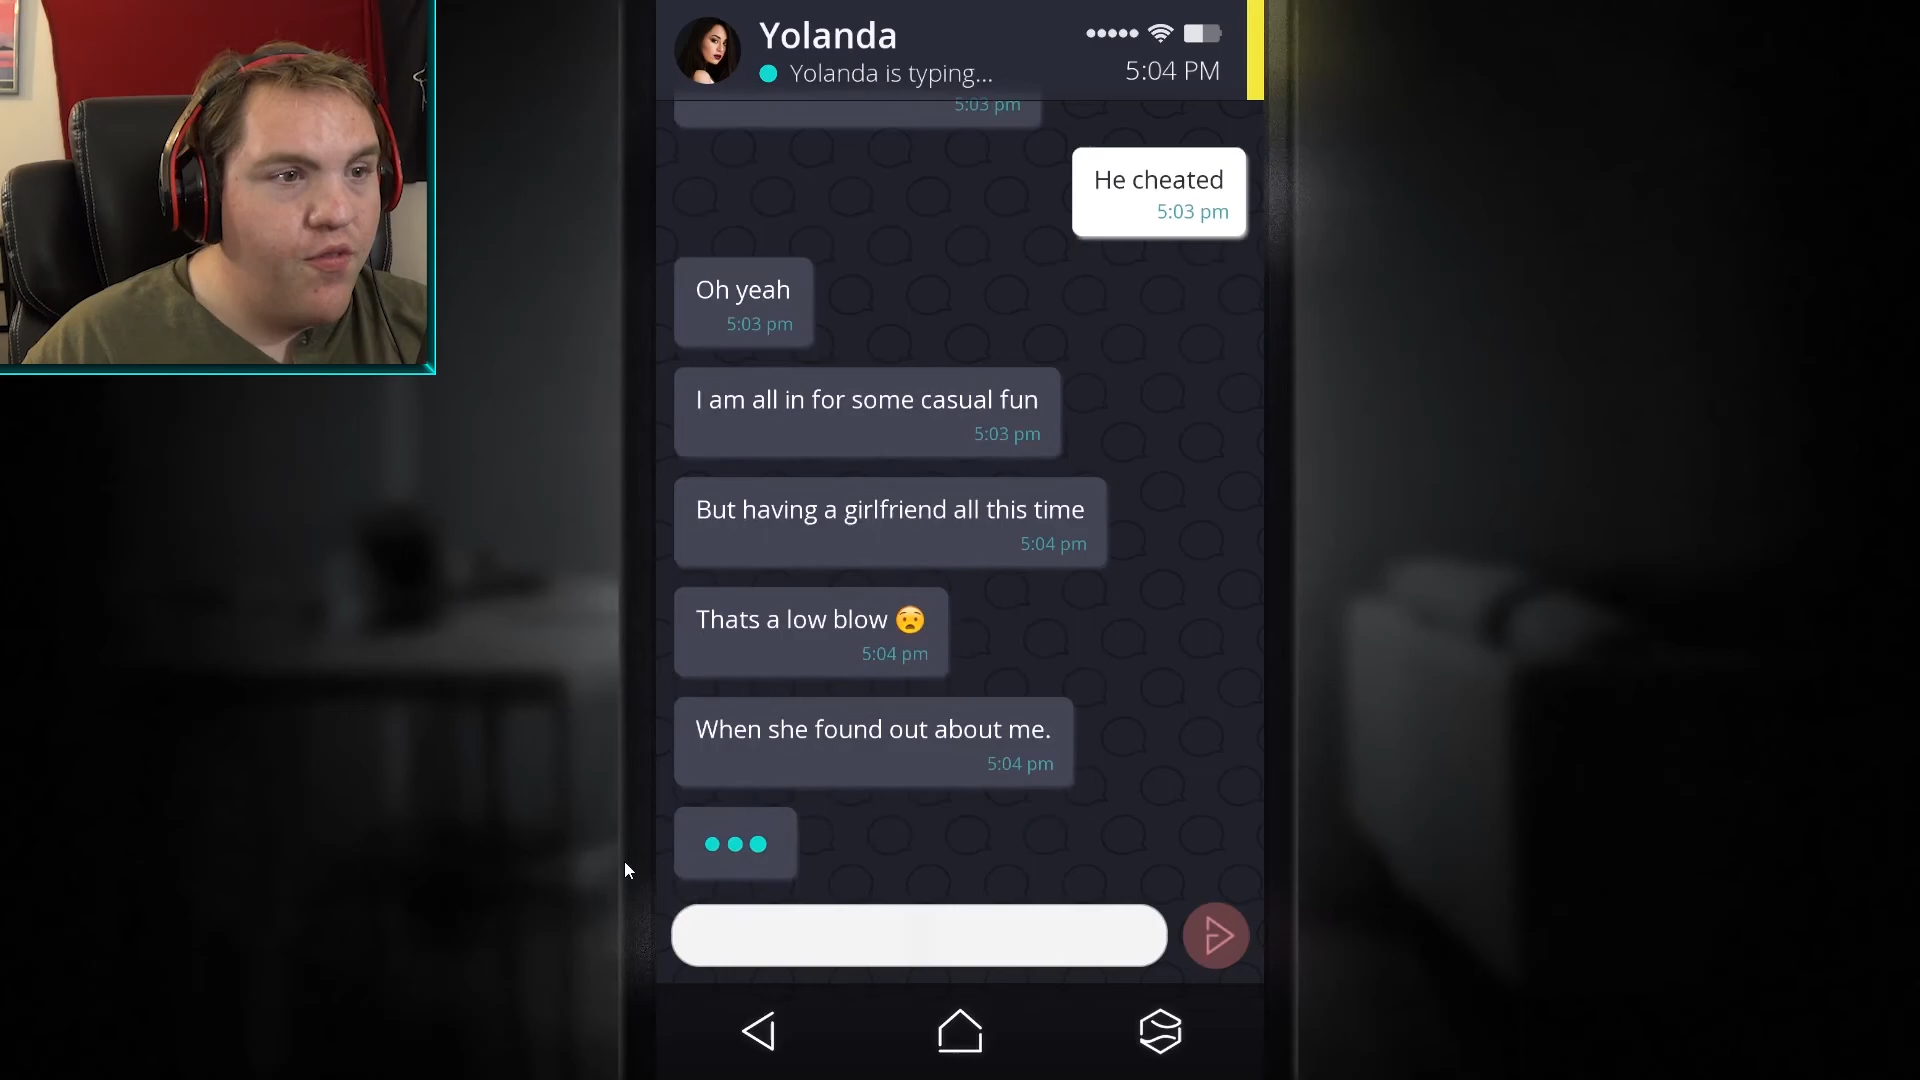 Yolanda
Yolanda is typing...
5:04 PM
5:03 pm
He cheated
5:03 pm
Oh yeah
5:03 pm
I am all in for some casual fun
5:03 pm
But having a girlfriend all this time
5:04 pm
Thats a low blow 😧
5:04 pm
When she found out about me.
5:04 pm